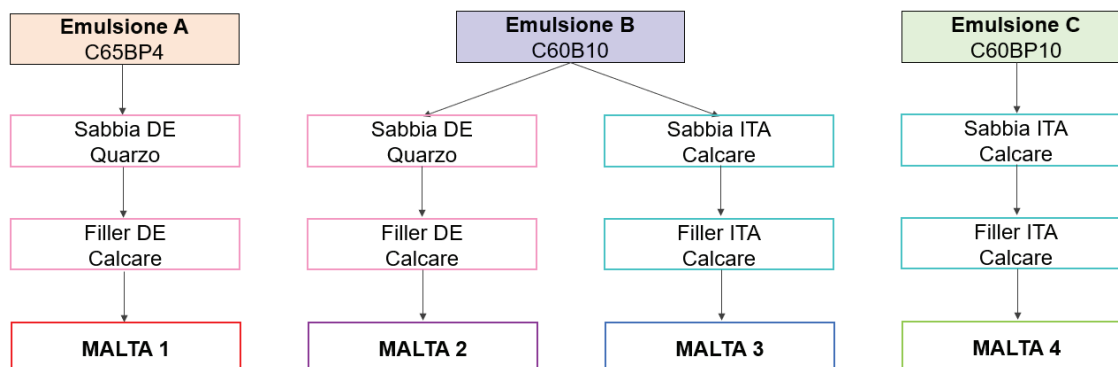 Emulsione A
C65BP4
Emulsione B
C60B10
Emulsione C
C60BP10
Sabbia DE
Quarzo
Sabbia DE
Quarzo
Sabbia ITA
Calcare
Sabbia ITA
Calcare
Filler DE
Calcare
Filler DE
Calcare
Filler ITA
Calcare
Filler ITA
Calcare
MALTA 1
MALTA 2
MALTA 3
MALTA 4